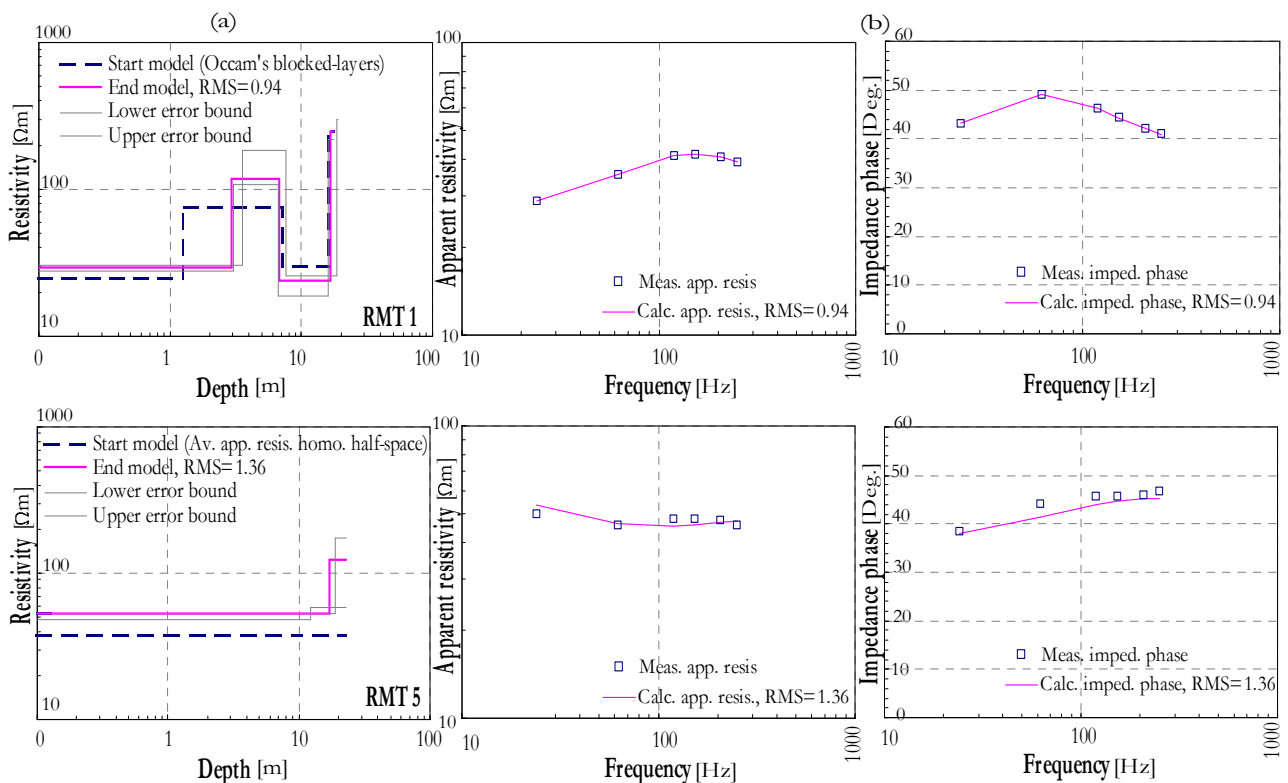 (a)
(b)
1000
100
10
Resistivity [Ωm]
Start model (Occam's blocked-layers)
End model, RMS=0.94
Lower error bound
Upper error bound
RMT 1
0
1
10
100
Depth [m]
100
10
Apparent resistivity [Ωm]
Meas. app. resis
Calc. app. resis., RMS=0.94
10
100
1000
Frequency [Hz]
60
50
40
30
20
10
0
Impedance phase [Deg.]
Meas. imped. phase
Calc. imped. phase, RMS=0.94
10
100
1000
Frequency [Hz]
1000
100
10
Resistivity [Ωm]
Start model (Av. app. resis. homo. half-space)
End model, RMS=1.36
Lower error bound
Upper error bound
RMT 5
0
1
10
100
Depth [m]
100
10
Apparent resistivity [Ωm]
Meas. app. resis
Calc. app. resis., RMS=1.36
10
100
1000
Frequency [Hz]
60
50
40
30
20
10
0
Impedance phase [Deg.]
Meas. imped. phase
Calc. imped. phase, RMS=1.36
10
100
1000
Frequency [Hz]